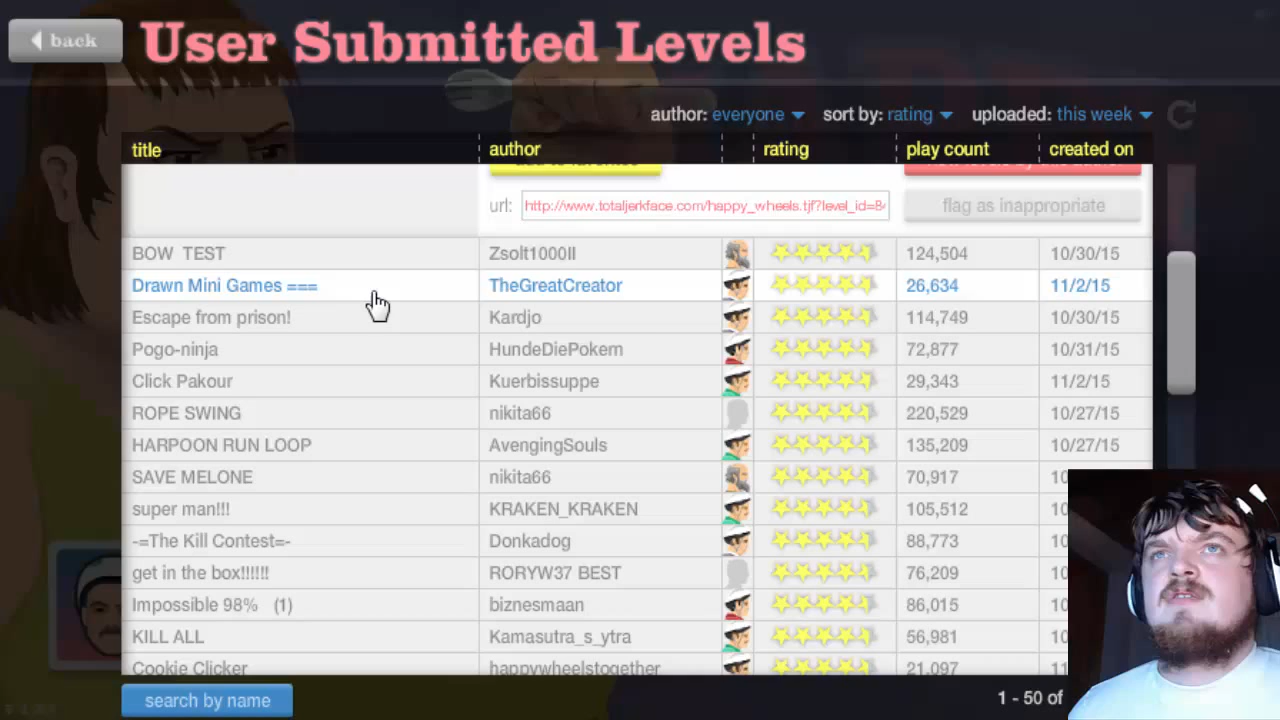 back
User Submitted Levels
author: everyone sort by: rating uploaded: this week
title author rating play count created on
url: http://www.totaljerkface.com/happy_wheels.tjf?level_id=8
flag as inappropriate
BOW TEST Zsolt1000II 124,504 10/30/15
Drawn Mini Games === TheGreatCreator 26,634 11/2/15
Escape from prison! Kardjo 114,749 10/30/15
Pogo-ninja HundeDiePokem 72,877 10/31/15
Click Pakour Kuerbissuppe 29,343 11/2/15
ROPE SWING nikita66 220,529 10/27/15
HARPOON RUN LOOP AvengingSouls 135,209 10/27/15
SAVE MELONE nikita66 70,917 10
super man!!! KRAKEN_KRAKEN 105,512 10
-=The Kill Contest=- Donkadog 88,773 10
get in the box!!!!!! RORYW37 BEST 76,209 10
Impossible 98% (1) biznesmaan 86,015 10
KILL ALL Kamasutra_s_ytra 56,981 10
Cookie Clicker happywheelstogether 21,097 11
search by name 1 - 50 of